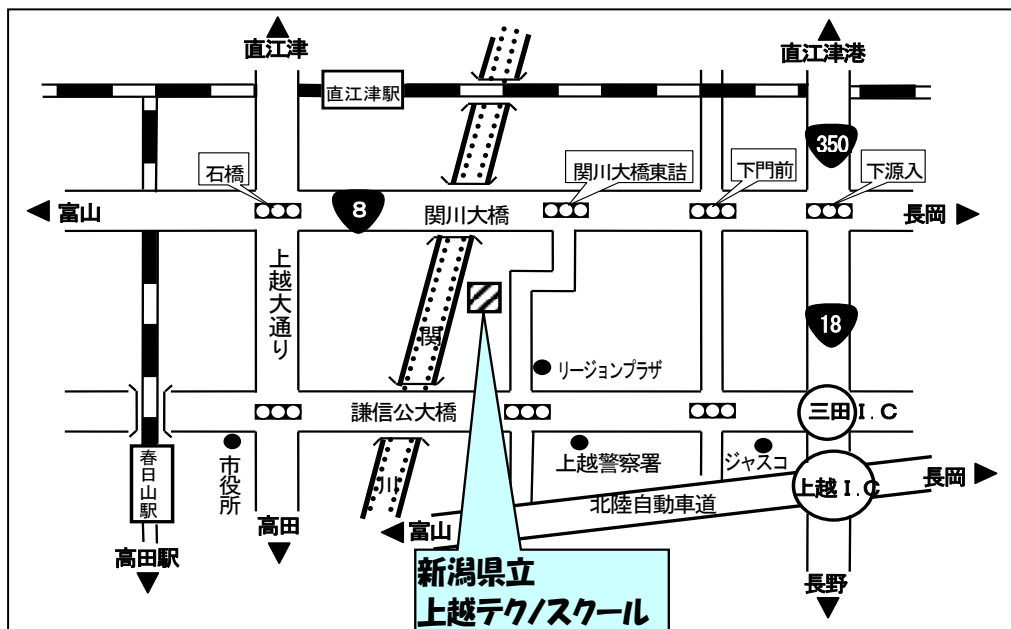 直江津
直江津港
直江津駅
350
石橋
関川大橋東詰
下門前
下源入
富山
8
関川大橋
長岡
上越大通り
18
関
リージョンプラザ
謙信公大橋
三田I.C
春日山駅
市役所
川
上越警察署
ジャスコ
上越I.C
長岡
北陸自動車道
高田
富山
高田駅
長野
新潟県立
上越テクノスクール